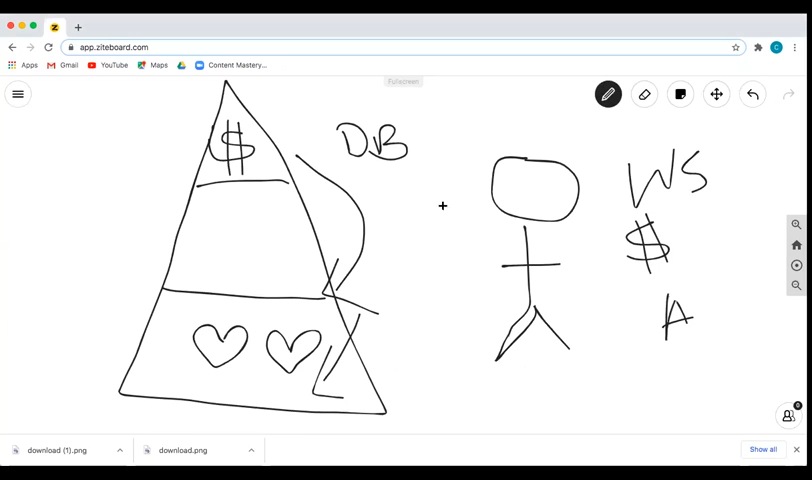 app.ziteboard.com
Apps Gmail YouTube Maps Content Mastery...
Fullscreen
$
DB
WS
$
A
0
download (1).png
download.png
Show all